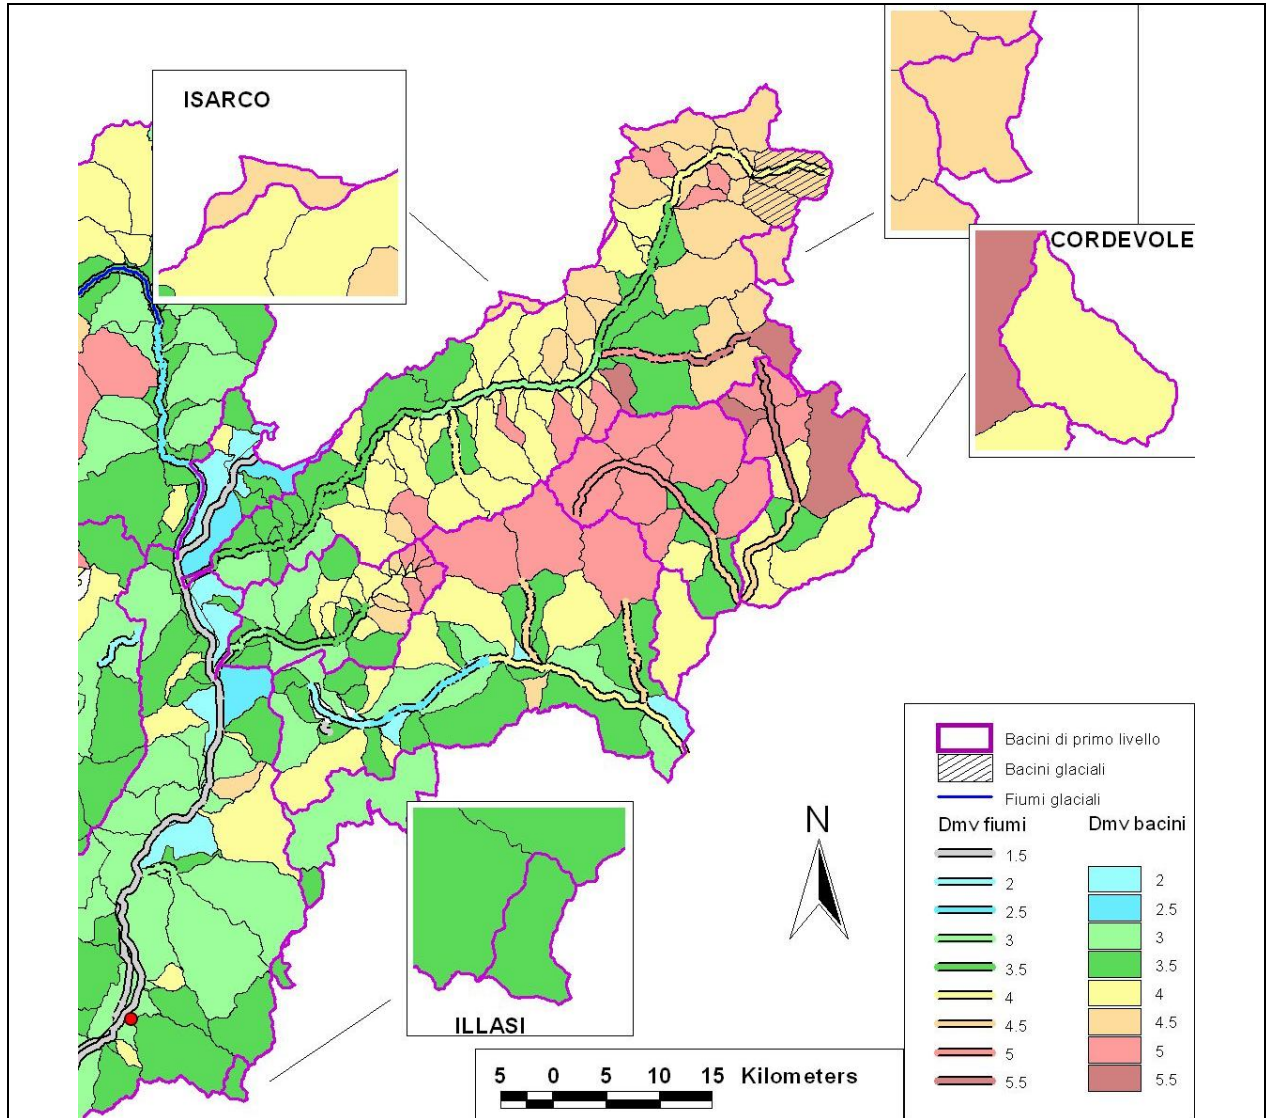 ISARCO
CORDEVOLE
ILLASI
N
5 0 5 10 15 Kilometers
Bacini di primo livello
Bacini glaciali
Fiumi glaciali
Dmv fiumi Dmv bacini
1.5
2 2
2.5 2.5
3 3
3.5 3.5
4 4
4.5 4.5
5 5
5.5 5.5